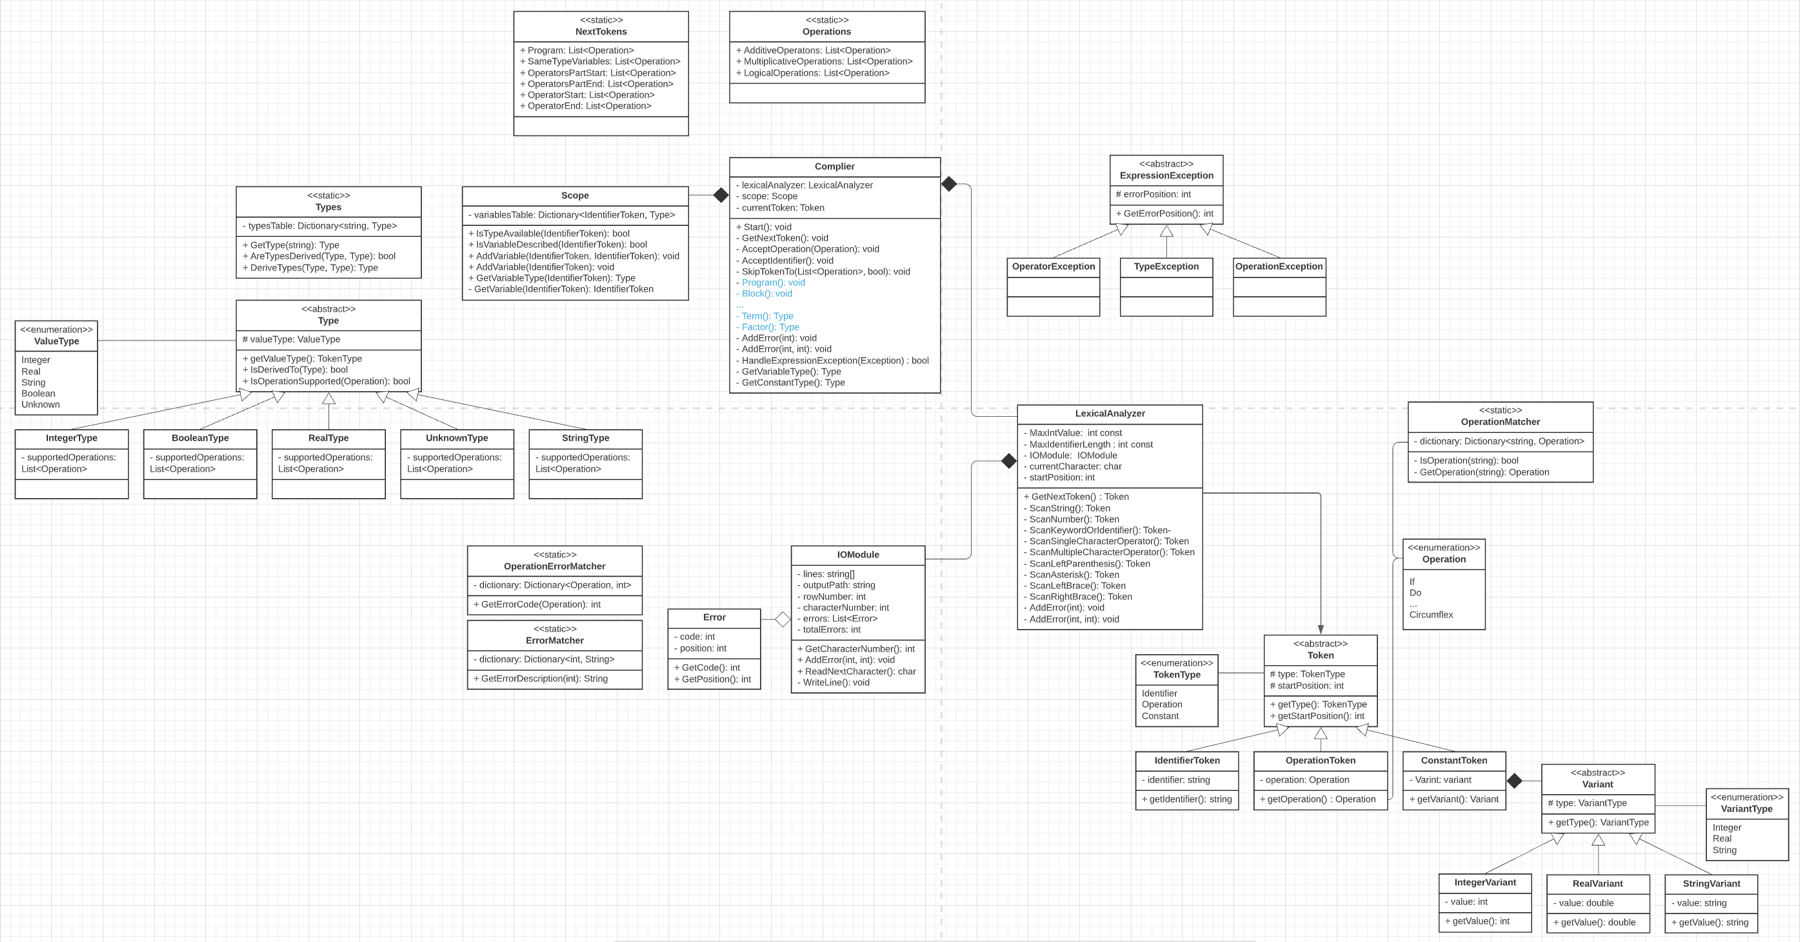 <<static>>
NextTokens
+ Program: List<Operation>
+ SameTypeVariables: List<Operation>
+ OperatorsPartStart: List<Operation>
+ OperatorsPartEnd: List<Operation>
+ OperatorStart: List<Operation>
+ OperatorEnd: List<Operation>
<<static>>
Operations
+ AdditiveOperatons: List<Operation>
+ MultiplicativeOperations: List<Operation>
+ LogicalOperations: List<Operation>
<<static>>
Types
- typesTable: Dictionary<string, Type>
+ GetType(string): Type
+ AreTypesDerived(Type, Type): bool
+ DeriveTypes(Type, Type): Type
Scope
- variablesTable: Dictionary<IdentifierToken, Type>
+ IsTypeAvailable(IdentifierToken): bool
+ IsVariableDescribed(IdentifierToken): bool
+ AddVariable(IdentifierToken, IdentifierToken): void
+ AddVariable(IdentifierToken): void
+ GetVariableType(IdentifierToken): Type
- GetVariable(IdentifierToken): IdentifierToken
Complier
- lexicalAnalyzer: LexicalAnalyzer
- scope: Scope
- currentToken: Token
+ Start(): void
- GetNextToken(): void
- AcceptOperation(Operation): void
- AcceptIdentifier(): void
- SkipTokenTo(List<Operation>, bool): void
- Program(): void
- Block(): void
...
- Term(): Type
- Factor(): Type
- AddError(int): void
- AddError(int, int): void
- HandleExpressionException(Exception) : bool
- GetVariableType(): Type
- GetConstantType(): Type
<<abstract>>
ExpressionException
# errorPosition: int
+ GetErrorPosition(): int
OperatorException
TypeException
OperationException
<<enumeration>>
ValueType
Integer
Real
String
Boolean
Unknown
<<abstract>>
Type
# valueType: ValueType
+ getValueType(): TokenType
+ IsDerivedTo(Type): bool
+ IsOperationSupported(Operation): bool
IntegerType
- supportedOperations:
List<Operation>
BooleanType
- supportedOperations:
List<Operation>
RealType
- supportedOperations:
List<Operation>
UnknownType
- supportedOperations:
List<Operation>
StringType
- supportedOperations:
List<Operation>
LexicalAnalyzer
- MaxIntValue:  int const
- MaxIdentifierLength : int const
- IOModule:  IOModule
- currentCharacter: char
- startPosition: int
+ GetNextToken() : Token
- ScanString(): Token
- ScanNumber(): Token
- ScanKeywordOrIdentifier(): Token-
- ScanSingleCharacterOperator(): Token
- ScanMultipleCharacterOperator(): Token
- ScanLeftParenthesis(): Token
- ScanAsterisk(): Token
- ScanLeftBrace(): Token
- ScanRightBrace(): Token
- AddError(int): void
- AddError(int, int): void
<<static>>
OperationMatcher
- dictionary: Dictionary<string, Operation>
- IsOperation(string): bool
- GetOperation(string): Operation
<<enumeration>>
Operation
If
Do
...
Circumflex
<<static>>
OperationErrorMatcher
- dictionary: Dictionary<Operation, int>
+ GetErrorCode(Operation): int
<<static>>
ErrorMatcher
- dictionary: Dictionary<int, String>
+ GetErrorDescription(int): String
Error
- code: int
- position: int
+ GetCode(): int
+ GetPosition(): int
IOModule
- lines: string[]
- outputPath: string
- rowNumber: int
- characterNumber: int
- errors: List<Error>
- totalErrors: int
+ GetCharacterNumber(): int
+ AddError(int, int): void
+ ReadNextCharacter(): char
- WriteLine(): void
<<enumeration>>
TokenType
Identifier
Operation
Constant
<<abstract>>
Token
# type: TokenType
# startPosition: int
+ getType(): TokenType
+ getStartPosition(): int
IdentifierToken
- identifier: string
+ getIdentifier(): string
OperationToken
- operation: Operation
+ getOperation() : Operation
ConstantToken
- Varint: variant
+ getVariant(): Variant
<<abstract>>
Variant
# type: VariantType
+ getType(): VariantType
<<enumeration>>
VariantType
Integer
Real
String
IntegerVariant
- value: int
+ getValue(): int
RealVariant
- value: double
+ getValue(): double
StringVariant
- value: string
+ getValue(): string